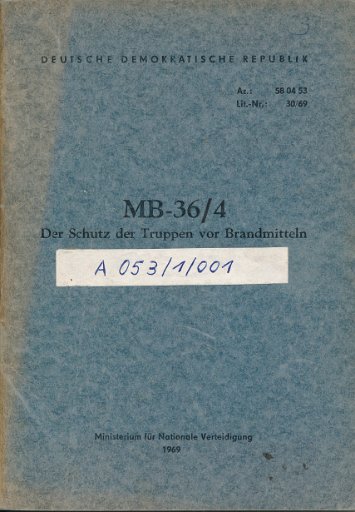 DEUTSCHE DEMOKRATISCHE REPUBLIK
Az.: 58 04 53
Lit.-Nr.: 30/69
MB-36/4
Der Schutz der Truppen vor Brandmitteln
A 053/1/001
Ministerium für Nationale Verteidigung
1969